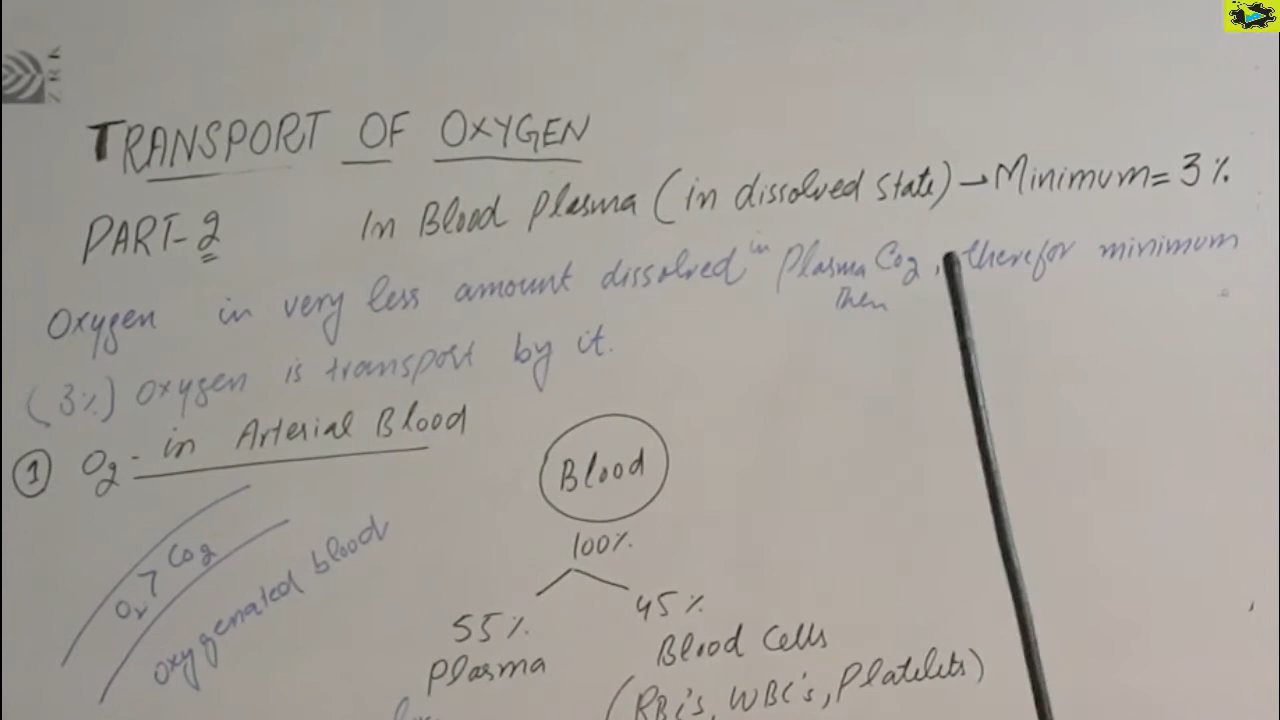 TRANSPORT OF OXYGEN
PART-2 In Blood Plasma (in dissolved state) → Minimum = 3%
Oxygen in very less amount dissolved in Plasma Then CO2, therefor minimum
(3%) oxygen is transport by it.
① O2 - in Arterial Blood
Blood
100%
O2 > CO2
oxygenated blood
55% 45%
Plasma Blood Cells
(RBC's, WBC's, Platelets)